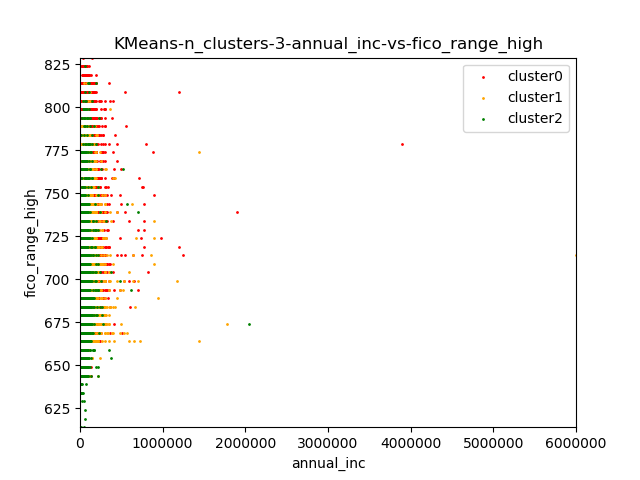 KMeans-n_clusters-3-annual_inc-vs-fico_range_high
cluster0
cluster1
cluster2
fico_range_high
825
800
775
750
725
700
675
650
625
0 1000000 2000000 3000000 4000000 5000000 6000000
annual_inc